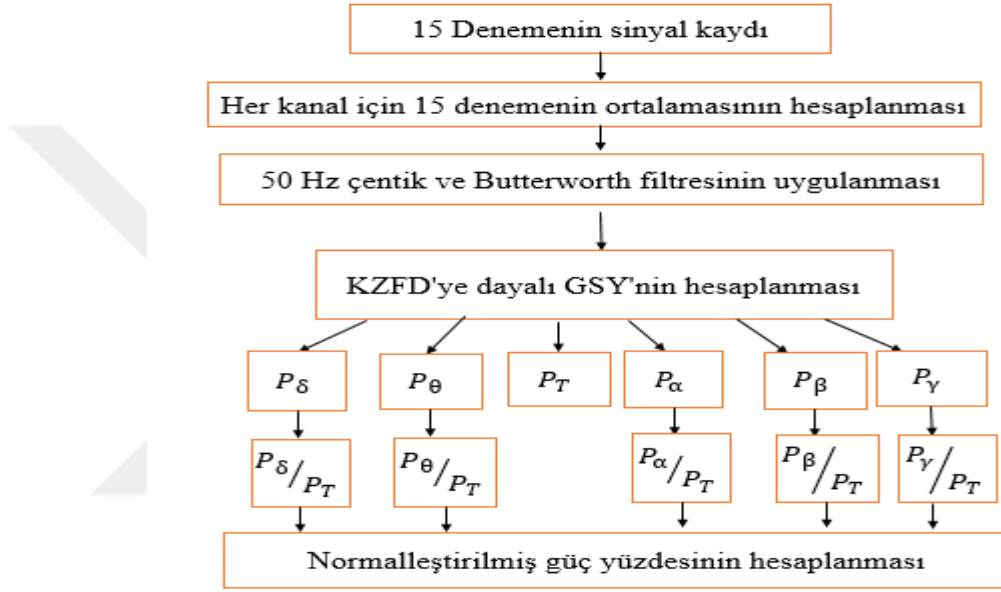 15 Denemenin sinyal kaydı
Her kanal için 15 denemenin ortalamasının hesaplanması
50 Hz çentik ve Butterworth filtresinin uygulanması
KZFD'ye dayalı GSY'nin hesaplanması
Pδ Pθ PT Pα Pβ Pγ
Pδ/PT Pθ/PT Pα/PT Pβ/PT Pγ/PT
Normalleştirilmiş güç yüzdesinin hesaplanması